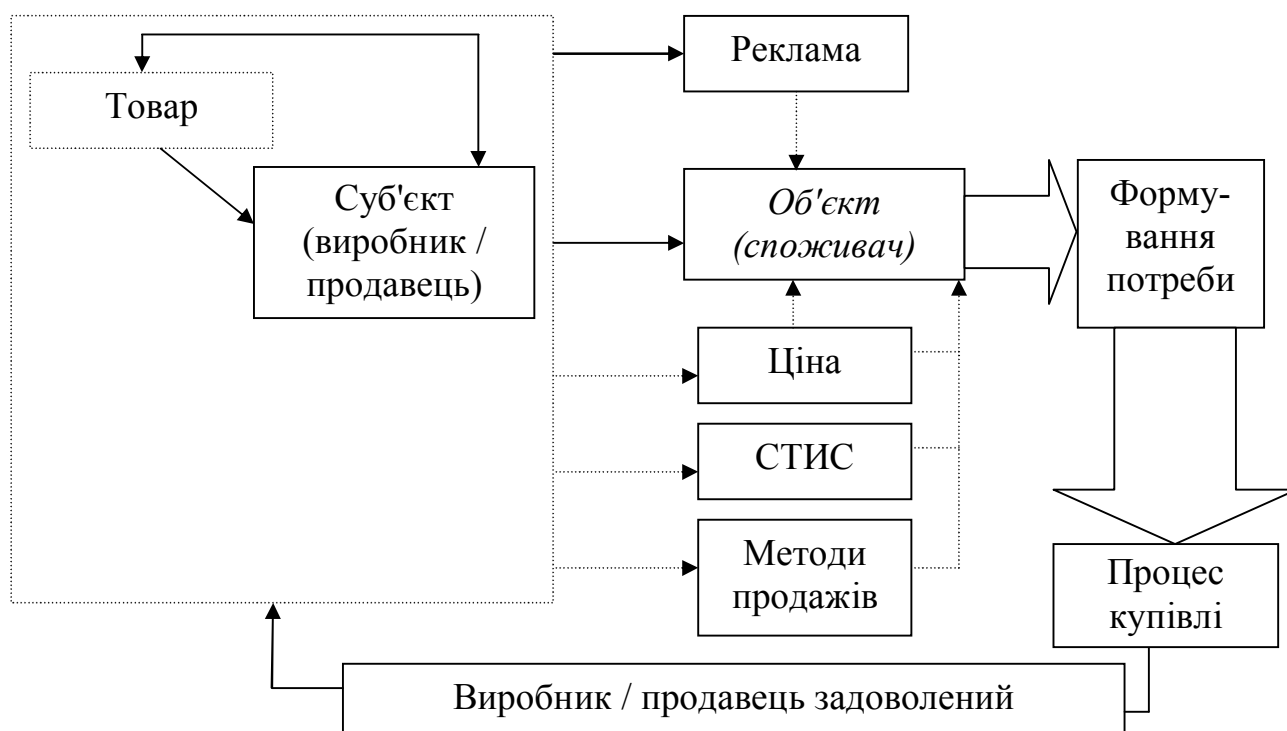 Реклама
Товар
Суб'єкт
(виробник /
продавець)
Об'єкт
(споживач)
Форму-
вання
потреби
Ціна
СТИС
Методи
продажів
Процес
купівлі
Виробник / продавець задоволений